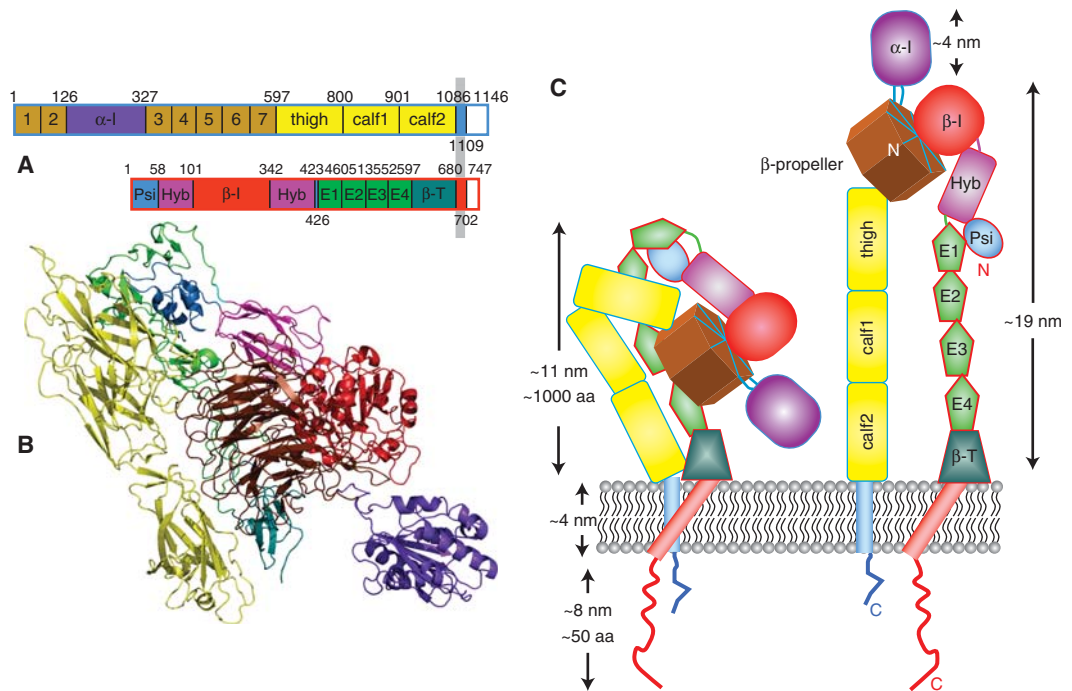 1 126 327 597 800 901 1086 1146
1 2 α-I 3 4 5 6 7 thigh calf1 calf2
1109
A
1 58 101 342 423 460 513 552 597 680 747
Psi Hyb β-I Hyb E1 E2 E3 E4 β-T
426 702
B
C
α-I
~4 nm
β-I
N
β-propeller
Hyb
Psi
N
thigh
E1
E2
~19 nm
calf1
E3
~11 nm
~1000 aa
E4
calf2
β-T
~4 nm
C
~8 nm
~50 aa
C